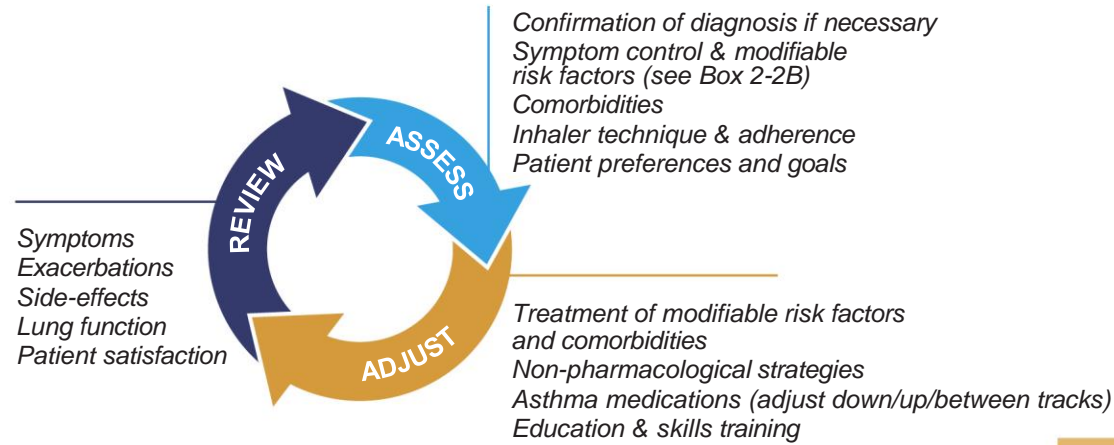 Confirmation of diagnosis if necessary
Symptom control & modifiable
risk factors (see Box 2-2B)
Comorbidities
Inhaler technique & adherence
Patient preferences and goals
ASSESS
REVIEW
Symptoms
Exacerbations
Side-effects
Lung function
Patient satisfaction
ADJUST
Treatment of modifiable risk factors
and comorbidities
Non-pharmacological strategies
Asthma medications (adjust down/up/between tracks)
Education & skills training